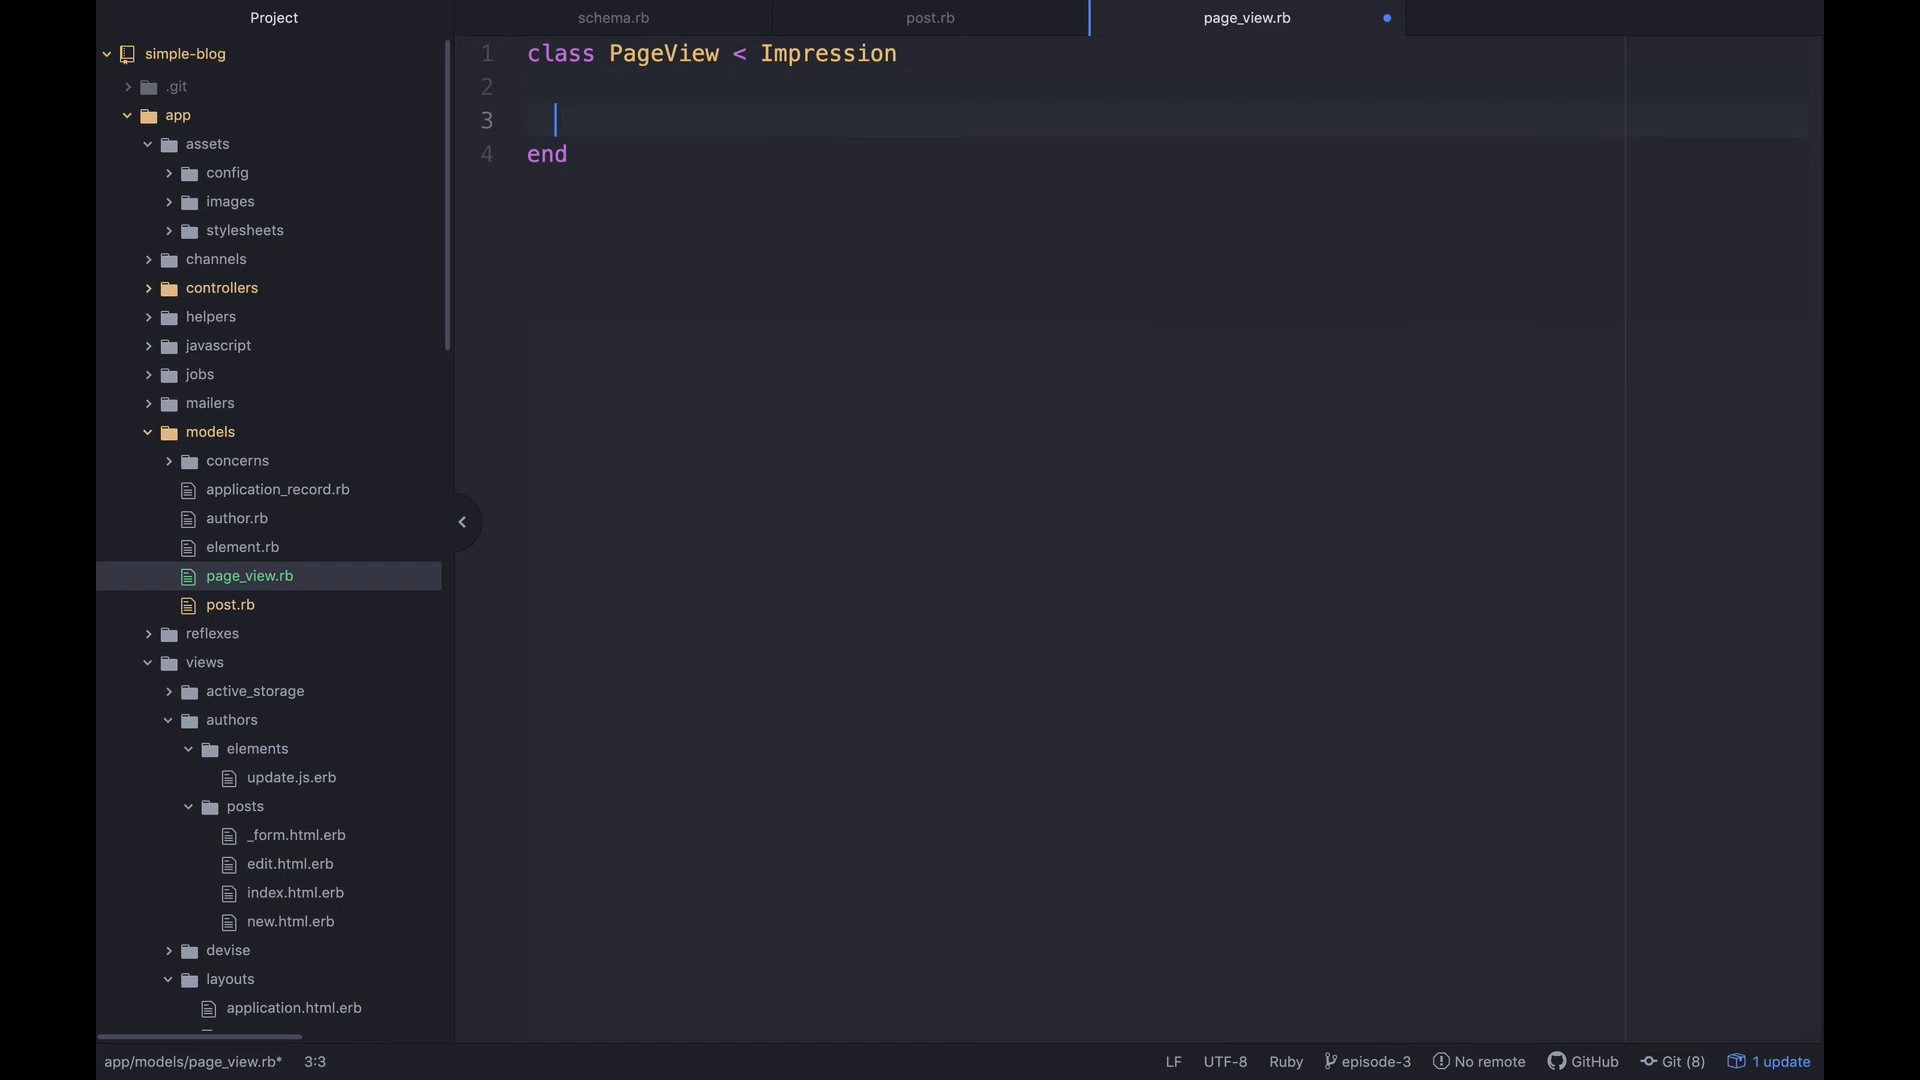 Project
schema.rb
post.rb
page_view.rb
simple-blog
.git
app
assets
config
images
stylesheets
channels
controllers
helpers
javascript
jobs
mailers
models
concerns
application_record.rb
author.rb
element.rb
page_view.rb
post.rb
reflexes
views
active_storage
authors
elements
update.js.erb
posts
_form.html.erb
edit.html.erb
index.html.erb
new.html.erb
devise
layouts
application.html.erb
1 class PageView < Impression
2
3
4 end
app/models/page_view.rb* 3:3 LF UTF-8 Ruby episode-3 No remote GitHub Git (8) 1 update